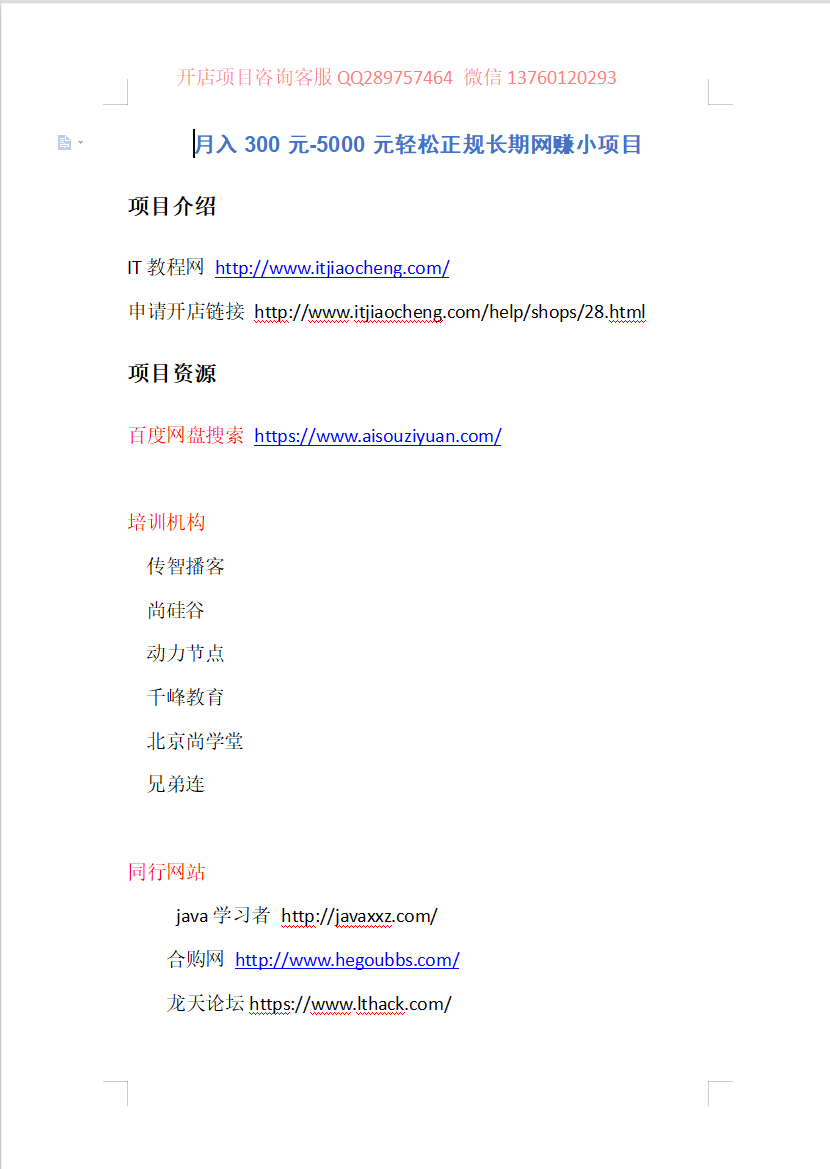 开店项目咨询客服 QQ289757464 微信 13760120293
月入 300 元-5000 元轻松正规长期网赚小项目
项目介绍
IT 教程网 http://www.itjiaocheng.com/
申请开店链接 http://www.itjiaocheng.com/help/shops/28.html
项目资源
百度网盘搜索 https://www.aisouziyuan.com/
培训机构
传智播客
尚硅谷
动力节点
千峰教育
北京尚学堂
兄弟连
同行网站
java 学习者 http://javaxxz.com/
合购网 http://www.hegoubbs.com/
龙天论坛 https://www.lthack.com/